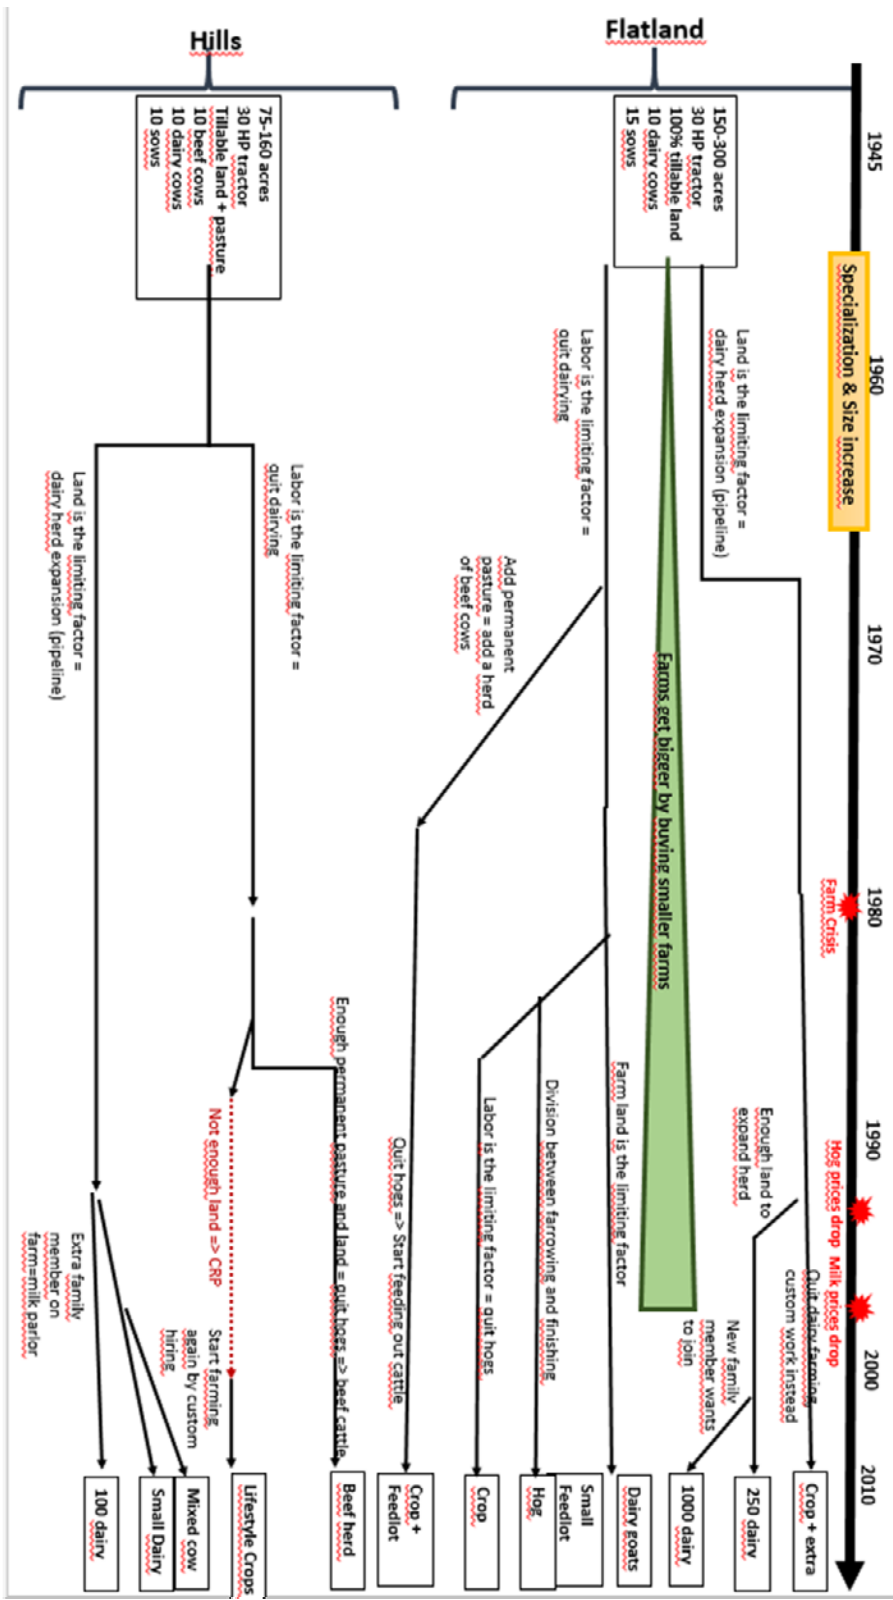 1945
1960
1970
1980
1990
2000
2010
Specialization & Size increase
Farm Crisis
Hog prices drop
Milk prices drop
Flatland
150-300 acres
30 HP tractor
100% tillable land
10 dairy cows
15 sows
Land is the limiting factor =
dairy herd expansion (pipeline)
Enough land to
expand herd
Quit dairy farming,
custom work instead
New family
member wants
to join
Farms get bigger by buying smaller farms
Labor is the limiting factor =
quit dairying
Farm land is the limiting factor
Division between farrowing and finishing
Labor is the limiting factor = quit hogs
Add permanent
pasture = add a herd
of beef cows
Quit hogs => Start feeding out cattle
Crop + extra
250 dairy
1000 dairy
Dairy goats
Small
Feedlot
Hog
Crop
Crop +
Feedlot
Hills
75-160 acres
30 HP tractor
Tillable land + pasture
10 beef cows
10 dairy cows
10 sows
Labor is the limiting factor =
quit dairying
Enough permanent pasture and land = quit hogs => beef cattle
Not enough land => CRP
Start farming
again by custom
hiring
Land is the limiting factor =
dairy herd expansion (pipeline)
Extra family
member on
farm=milk parlor
Beef herd
Lifestyle Crops
Mixed cow
Small Dairy
100 dairy